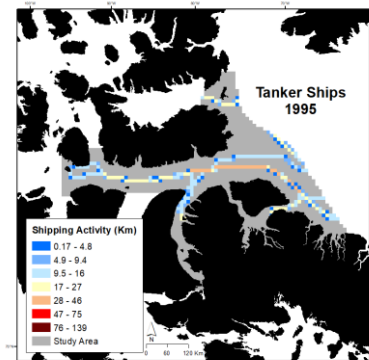 Tanker Ships
1995
Shipping Activity (Km)
0.17 - 4.8
4.9 - 9.4
9.5 - 16
17 - 27
28 - 46
47 - 75
76 - 139
Study Area
N
0 30 60 120 Km